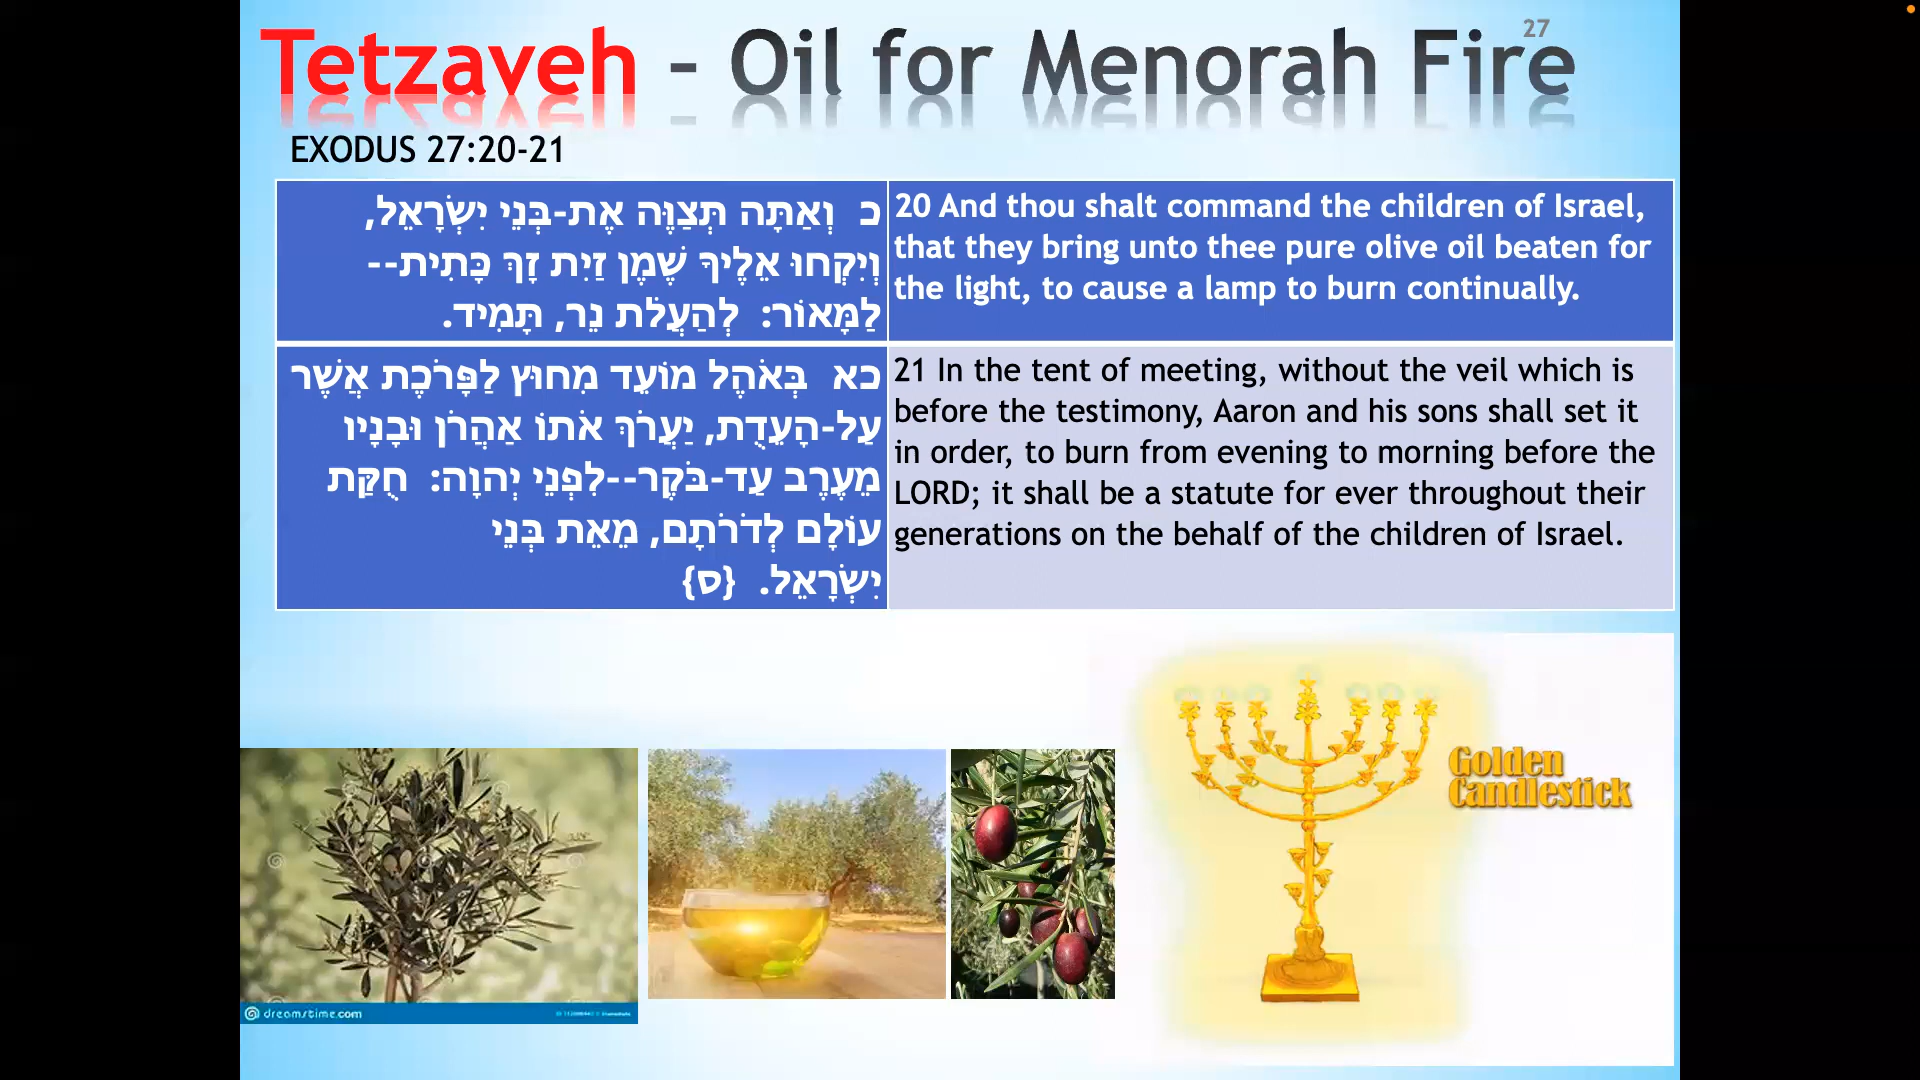 27
Tetzaveh - Oil for Menorah Fire
EXODUS 27:20-21
כ  וְאַתָּה תְּצַוֶּה אֶת-בְּנֵי יִשְׂרָאֵל,
וְיִקְחוּ אֵלֶיךָ שֶׁמֶן זַיִת זָךְ כָּתִית--
לַמָּאוֹר:  לְהַעֲלֹת נֵר, תָּמִיד.
20 And thou shalt command the children of Israel,
that they bring unto thee pure olive oil beaten for
the light, to cause a lamp to burn continually.
כא  בְּאֹהֶל מוֹעֵד מִחוּץ לַפָּרֹכֶת אֲשֶׁר
עַל-הָעֵדֻת, יַעֲרֹךְ אֹתוֹ אַהֲרֹן וּבָנָיו
מֵעֶרֶב עַד-בֹּקֶר--לִפְנֵי יְהוָה:  חֻקַּת
עוֹלָם לְדֹרֹתָם, מֵאֵת בְּנֵי
יִשְׂרָאֵל.  {ס}
21 In the tent of meeting, without the veil which is
before the testimony, Aaron and his sons shall set it
in order, to burn from evening to morning before the
LORD; it shall be a statute for ever throughout their
generations on the behalf of the children of Israel.
Golden
Candlestick
dreamstime.com